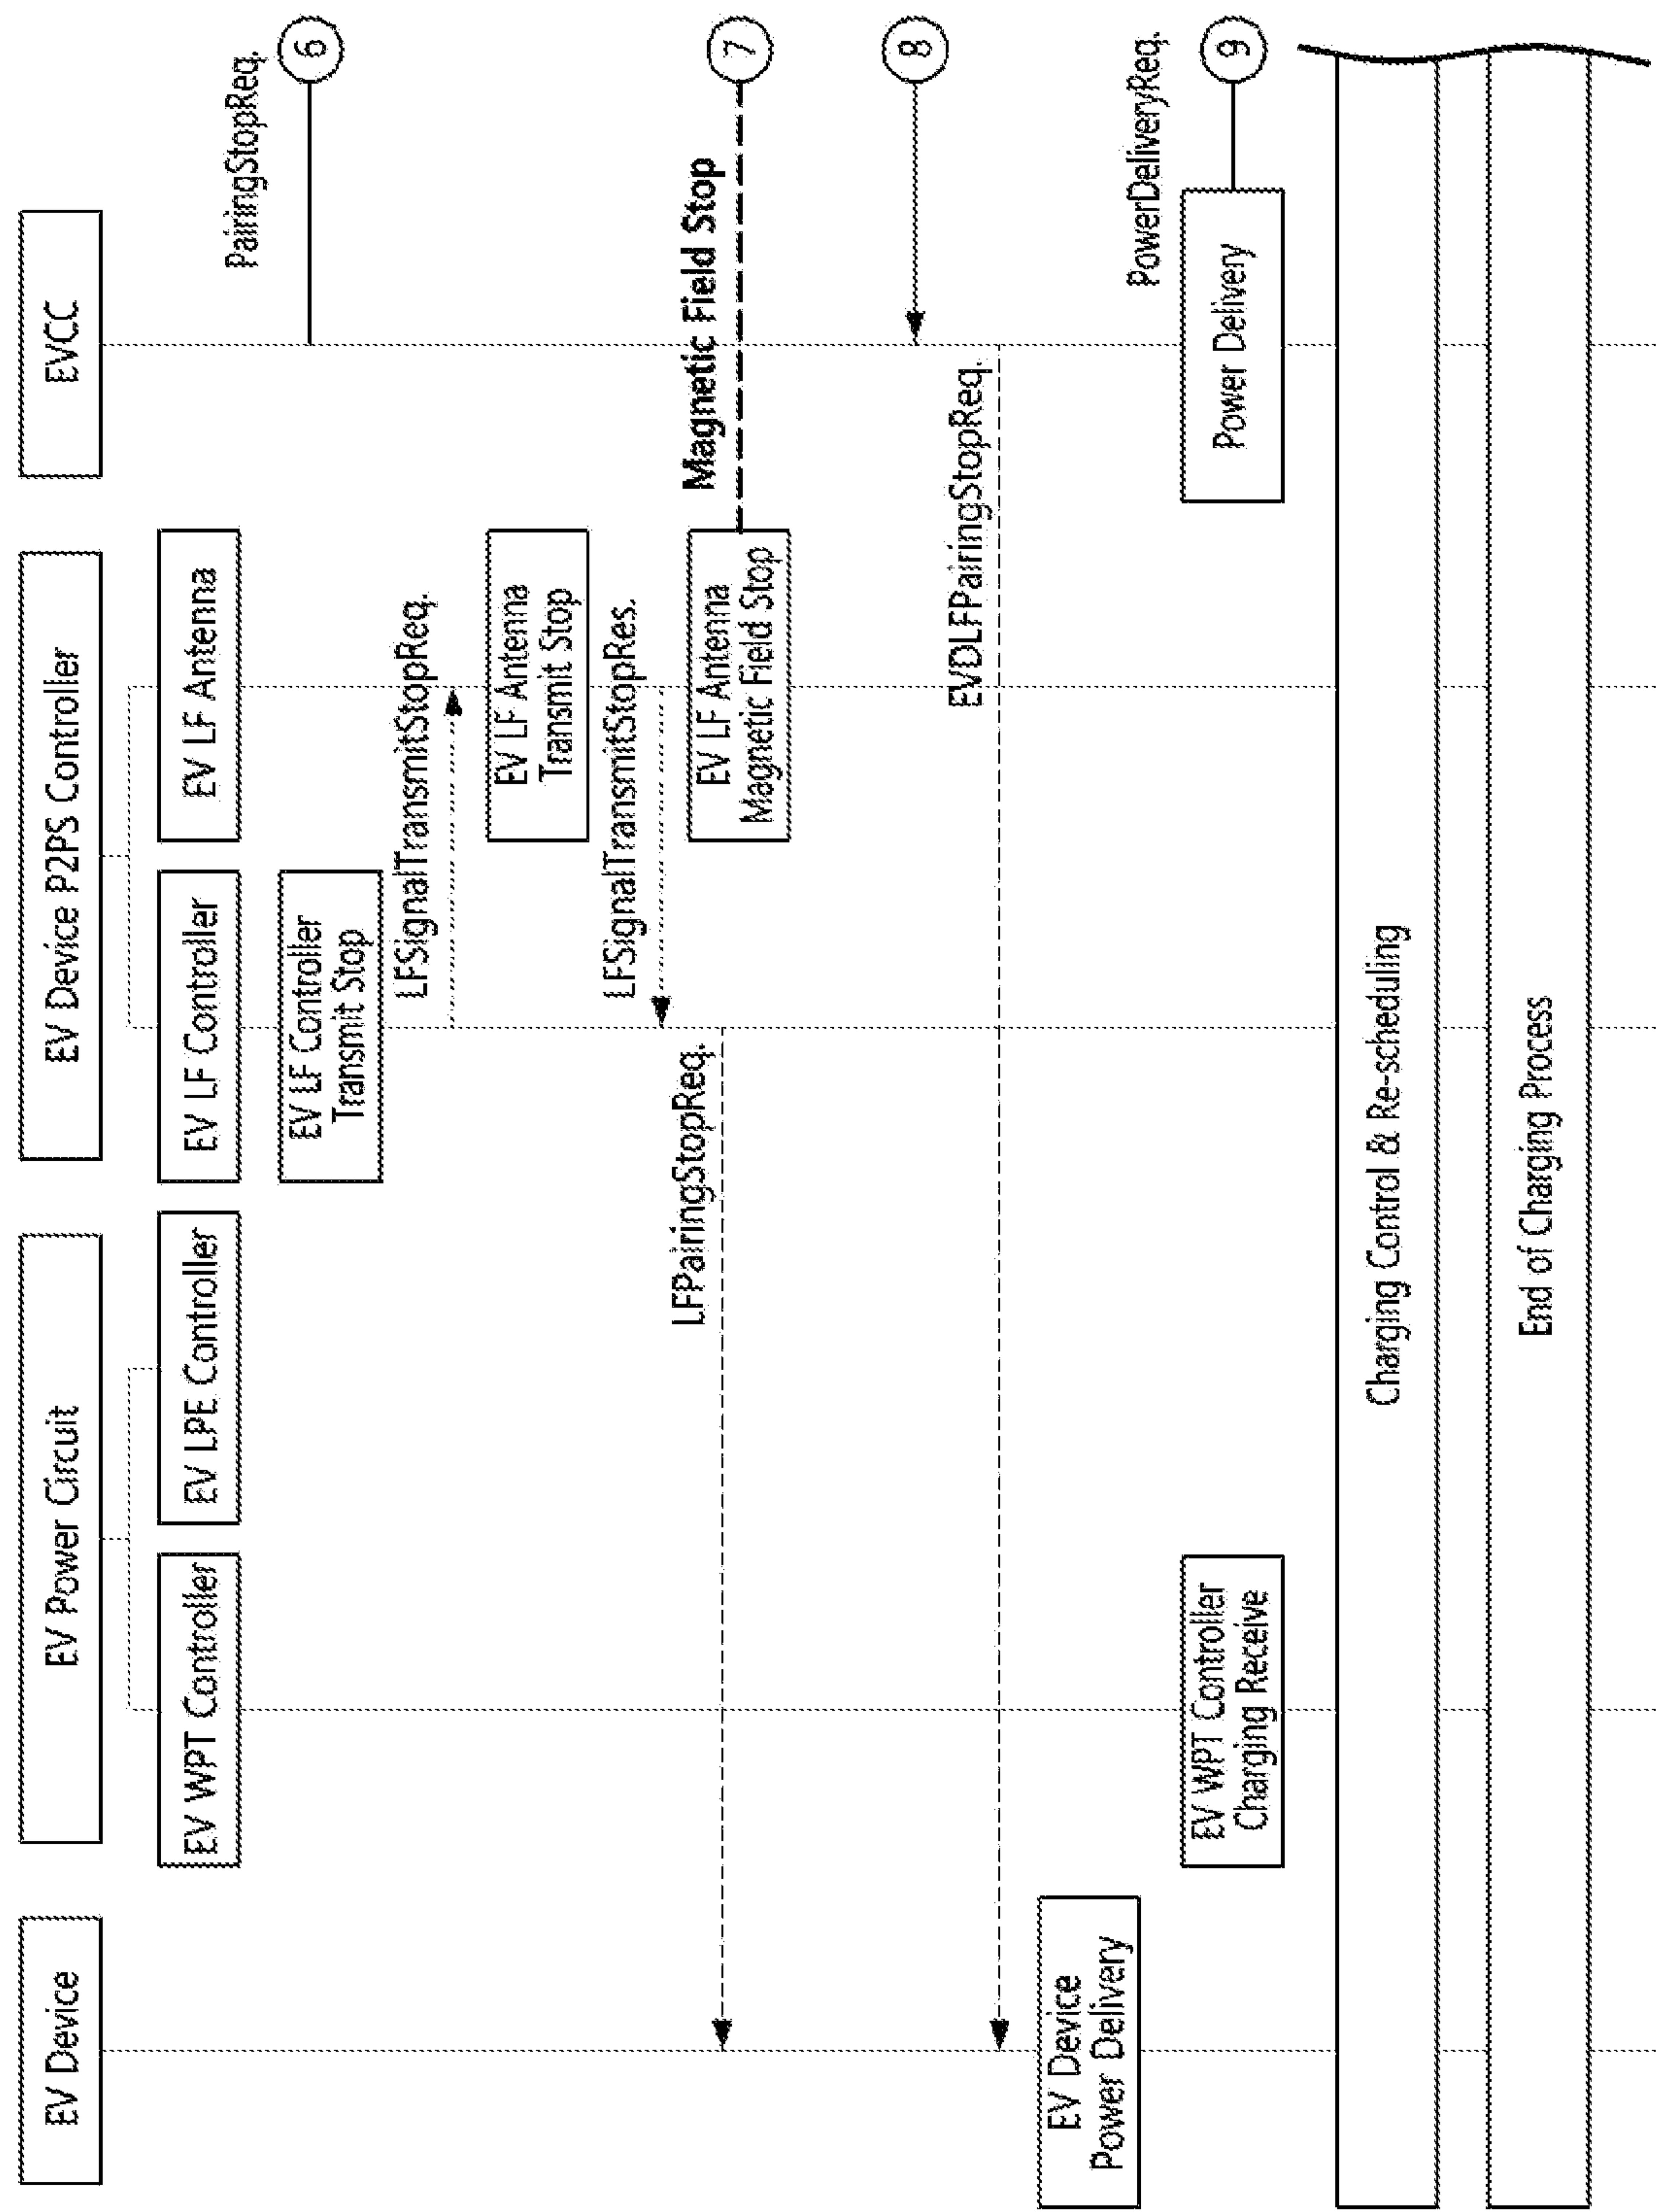 EV Device
EV Power Circuit
EV Device P2PS Controller
EVCC
EV WPT Controller
EV LPE Controller
EV LF Controller
EV LF Antenna
PairingStopReq.
6
EV LF Controller
Transmit Stop
LFSignalTransmitStopReq.
EV LF Antenna
Transmit Stop
LFSignalTransmitStopRes.
LFPairingStopReq.
EV LF Antenna
Magnetic Field Stop
Magnetic Field Stop
7
8
EVDLFPairingStopReq.
EV Device
Power Delivery
EV WPT Controller
Charging Receive
Power Delivery
PowerDeliveryReq.
9
Charging Control & Re-scheduling
End of Charging Process